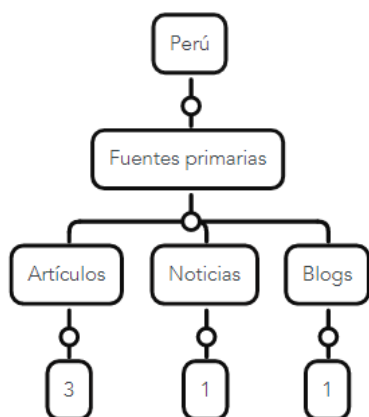 Perú
Fuentes primarias
Artículos
Noticias
Blogs
3
1
1